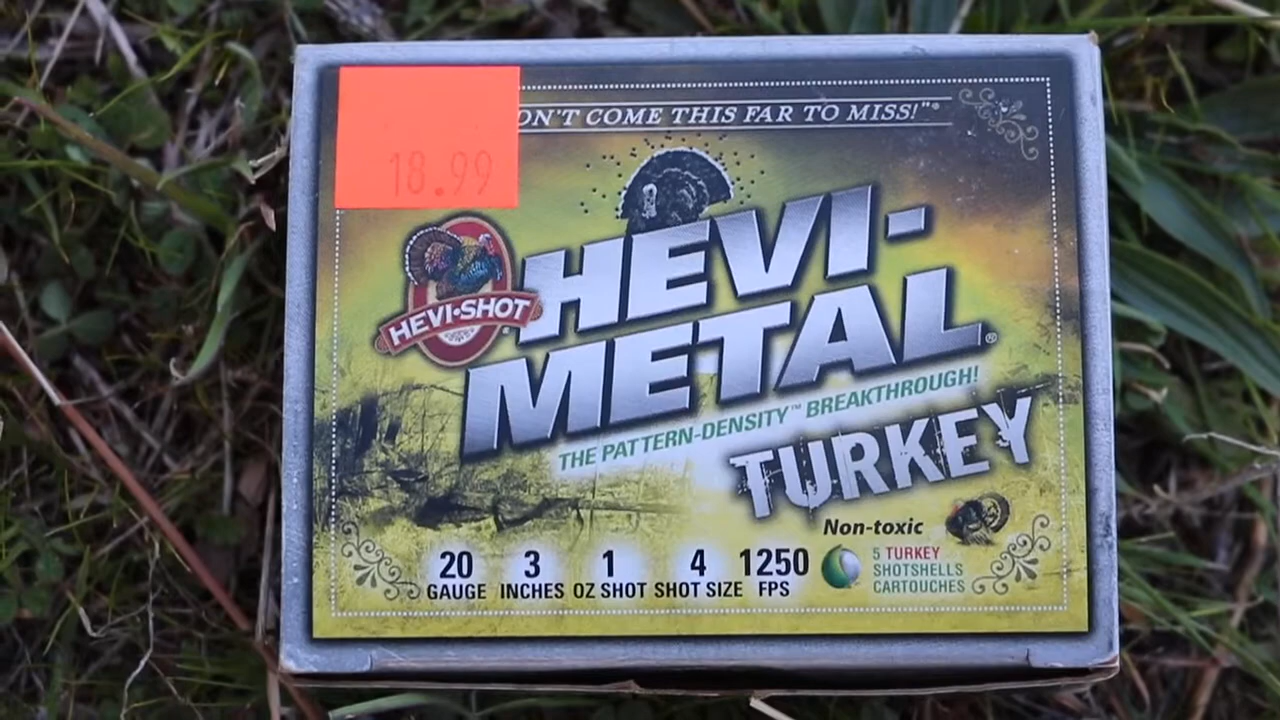 18.99
ON'T COME THIS FAR TO MISS!"®
HEVI-SHOT®
HEVI-
METAL®
THE PATTERN-DENSITY™ BREAKTHROUGH!
TURKEY
Non-toxic
20 3 1 4 1250
GAUGE INCHES OZ SHOT SHOT SIZE FPS
5 TURKEY
SHOTSHELLS
CARTOUCHES